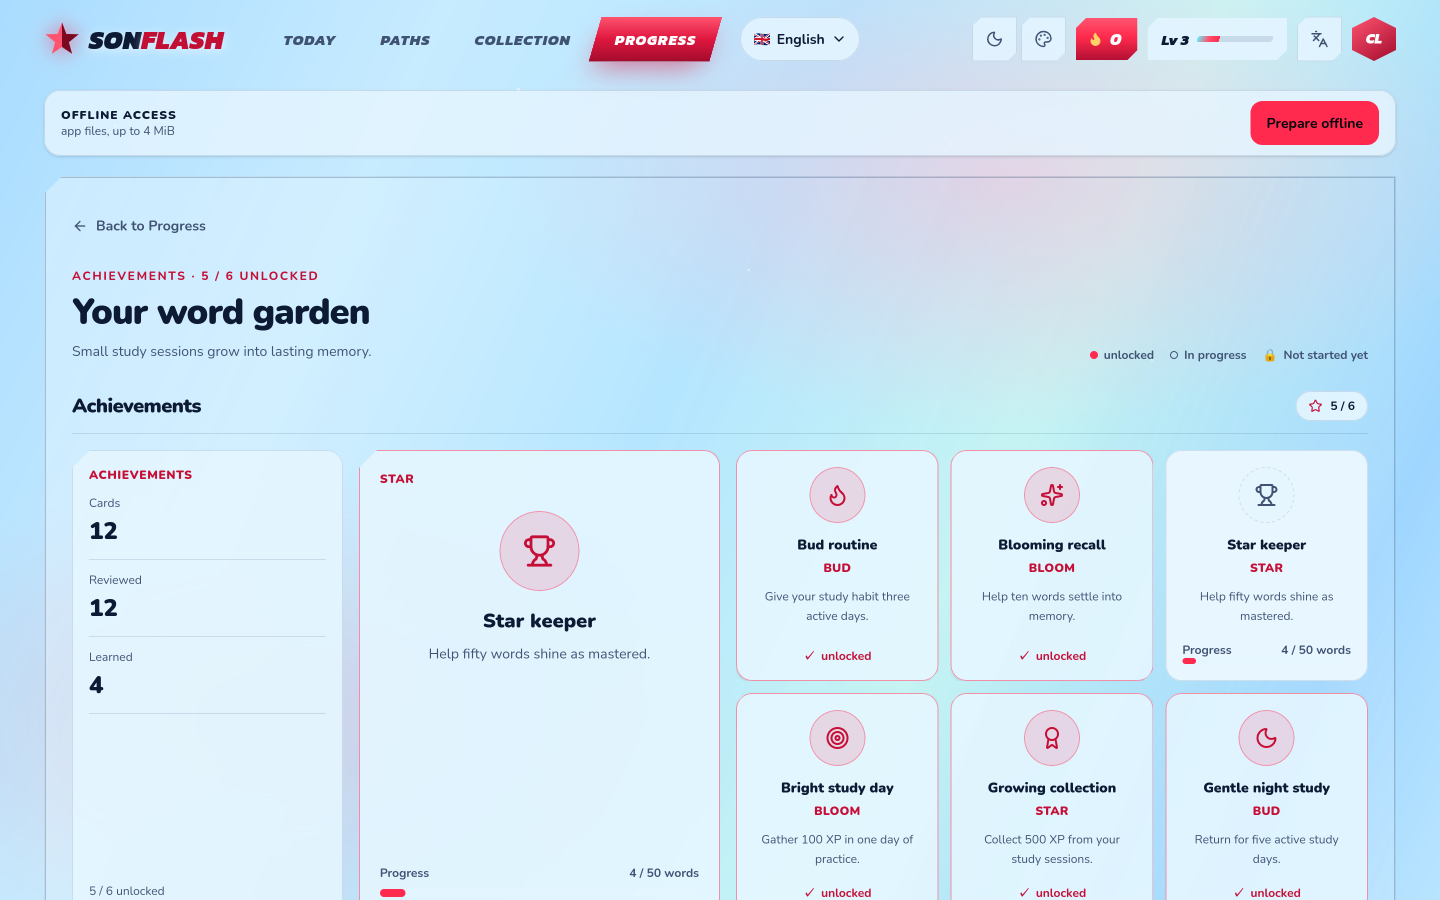 SONFLASH
TODAY
PATHS
COLLECTION
PROGRESS
English
0
Lv 3
CL
OFFLINE ACCESS
app files, up to 4 MiB
Prepare offline
Back to Progress
ACHIEVEMENTS · 5 / 6 UNLOCKED
Your word garden
Small study sessions grow into lasting memory.
unlocked
In progress
Not started yet
Achievements
5 / 6
ACHIEVEMENTS
Cards
12
Reviewed
12
Learned
4
5 / 6 unlocked
STAR
Star keeper
Help fifty words shine as mastered.
Progress
4 / 50 words
Bud routine
BUD
Give your study habit three
active days.
✓ unlocked
Blooming recall
BLOOM
Help ten words settle into
memory.
✓ unlocked
Star keeper
STAR
Help fifty words shine as
mastered.
Progress
4 / 50 words
Bright study day
BLOOM
Gather 100 XP in one day of
practice.
✓ unlocked
Growing collection
STAR
Collect 500 XP from your
study sessions.
✓ unlocked
Gentle night study
BUD
Return for five active study
days.
✓ unlocked